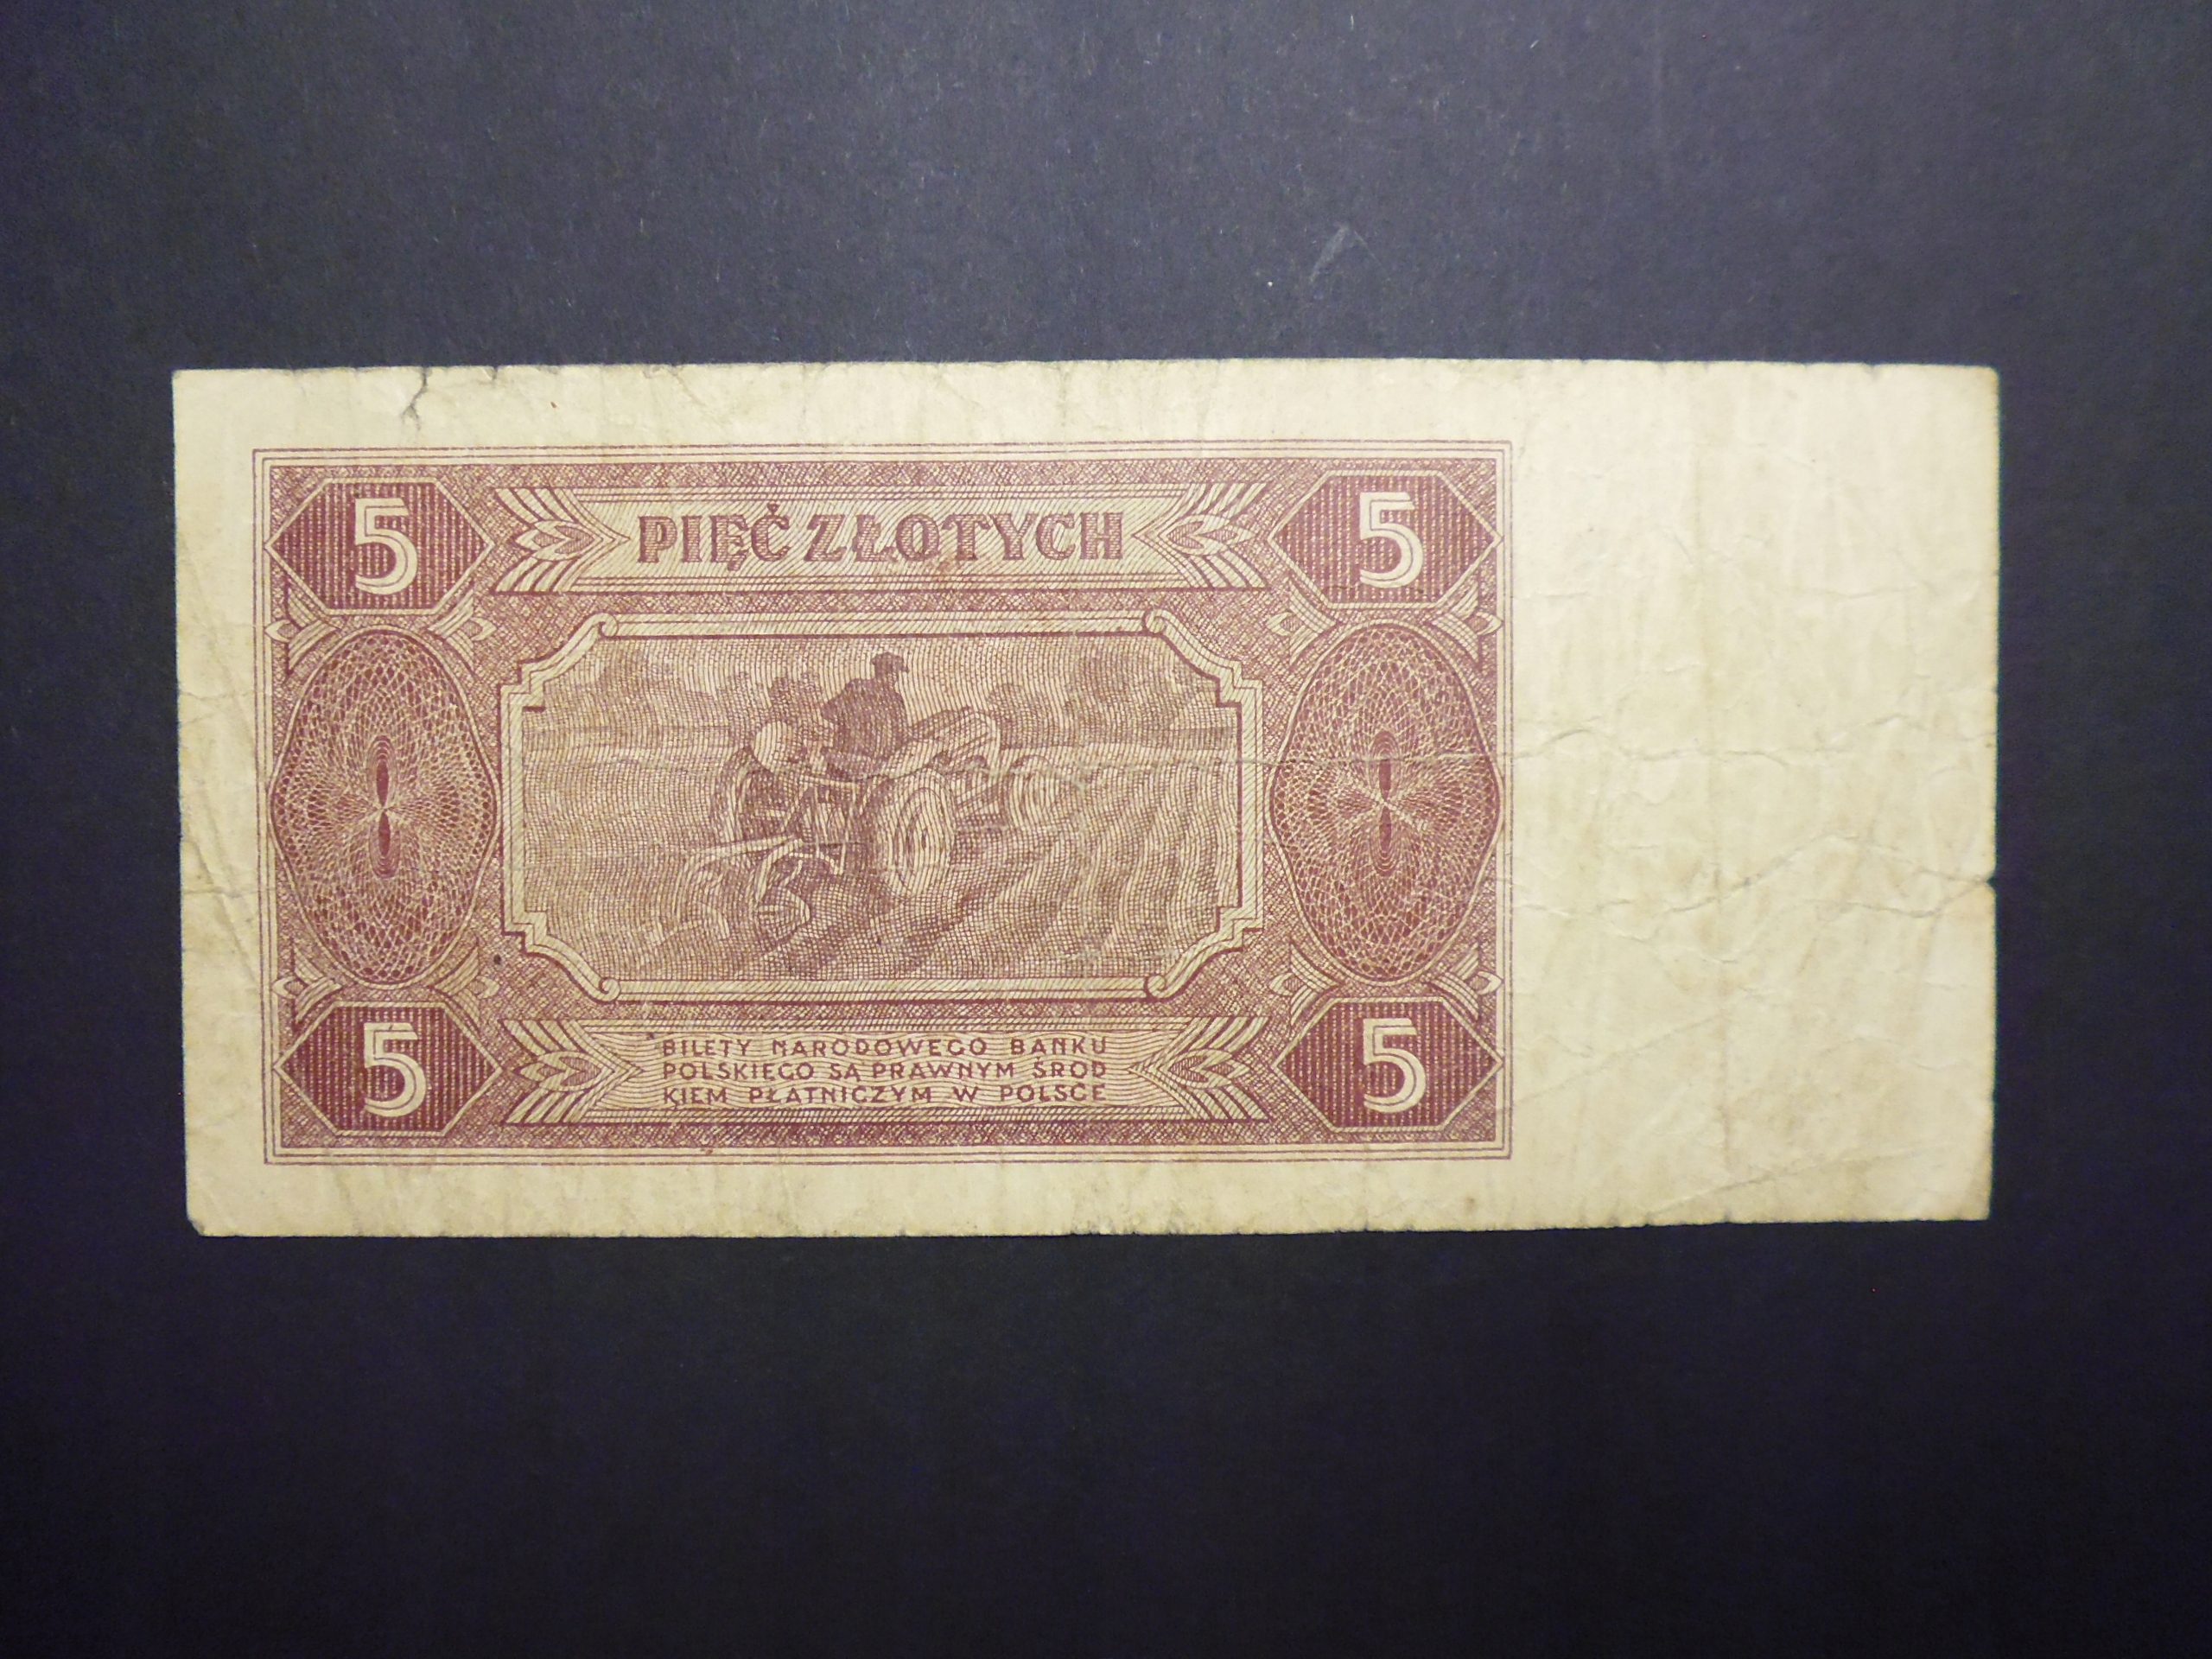 5 PIĘĆ ZŁOTYCH 5
5 BILETY NARODOWEGO BANKU 5
POLSKIEGO SĄ PRAWNYM ŚROD
KIEM PŁATNICZYM W POLSCE